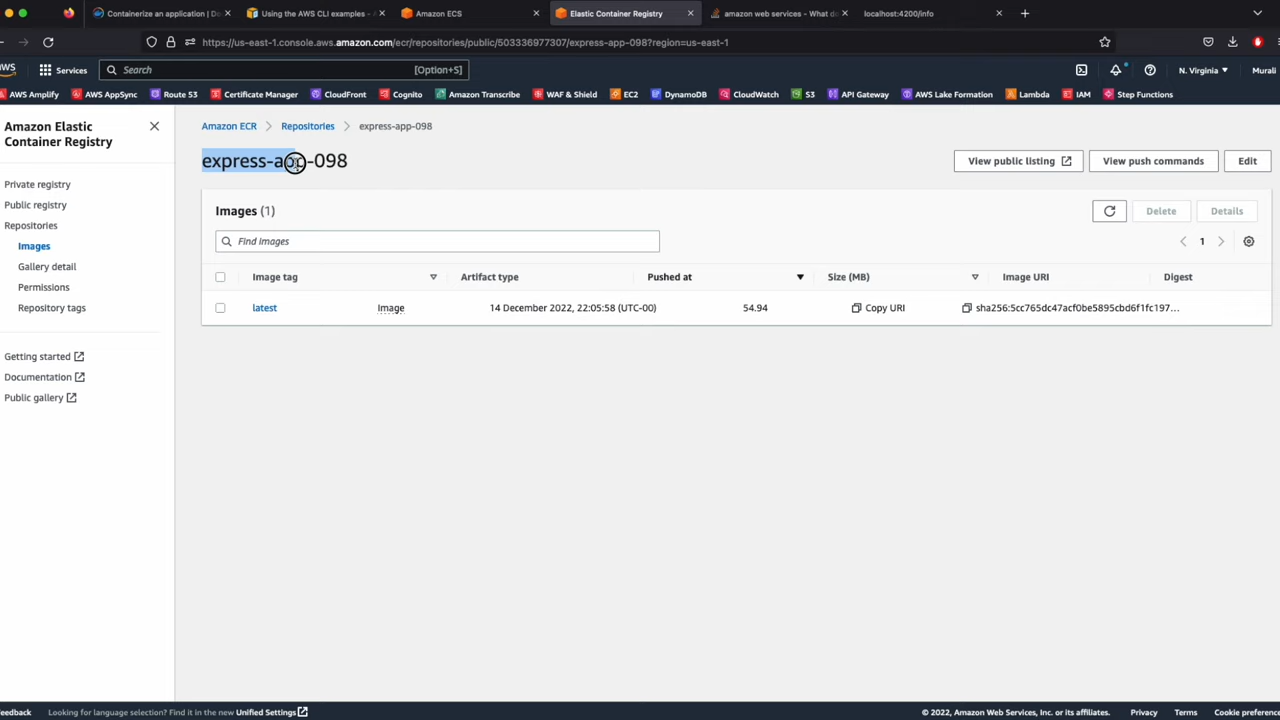 Containerize an application | De
Using the AWS CLI examples - A
Amazon ECS
Elastic Container Registry
amazon web services - What do
localhost:4200/info
https://us-east-1.console.aws.amazon.com/ecr/repositories/public/503336977307/express-app-098?region=us-east-1
AWS
Services
Search
[Option+S]
N. Virginia
Murali
AWS Amplify
AWS AppSync
Route 53
Certificate Manager
CloudFront
Cognito
Amazon Transcribe
WAF & Shield
EC2
DynamoDB
CloudWatch
S3
API Gateway
AWS Lake Formation
Lambda
IAM
Step Functions
Amazon Elastic
Container Registry
Private registry
Public registry
Repositories
Images
Gallery detail
Permissions
Repository tags
Getting started
Documentation
Public gallery
Amazon ECR
Repositories
express-app-098
express-app-098
View public listing
View push commands
Edit
Images (1)
Delete
Details
Find images
1
Image tag
Artifact type
Pushed at
Size (MB)
Image URI
Digest
latest
Image
14 December 2022, 22:05:58 (UTC-00)
54.94
Copy URI
sha256:5cc765dc47acf0be5895cbd6f1fc197...
eedback
Looking for language selection? Find it in the new Unified Settings
© 2022, Amazon Web Services, Inc. or its affiliates.
Privacy
Terms
Cookie preference